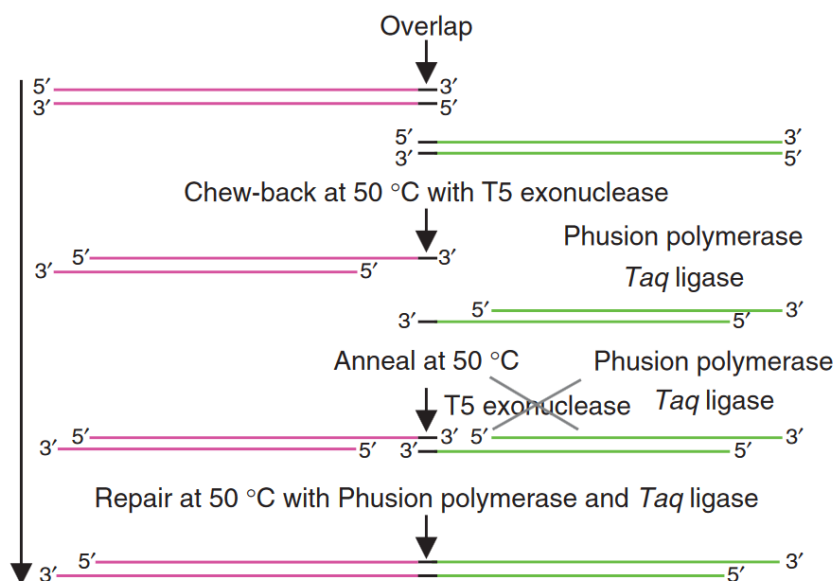 Overlap
5′ 3′
3′ 5′
5′ 3′
3′ 5′
Chew-back at 50 °C with T5 exonuclease
Phusion polymerase
Taq ligase
5′ 3′
3′ 5′
5′ 3′
3′ 5′
Anneal at 50 °C Phusion polymerase
T5 exonuclease Taq ligase
5′ 3′ 5′ 3′
3′ 5′ 3′ 5′
Repair at 50 °C with Phusion polymerase and Taq ligase
5′ 3′
3′ 5′